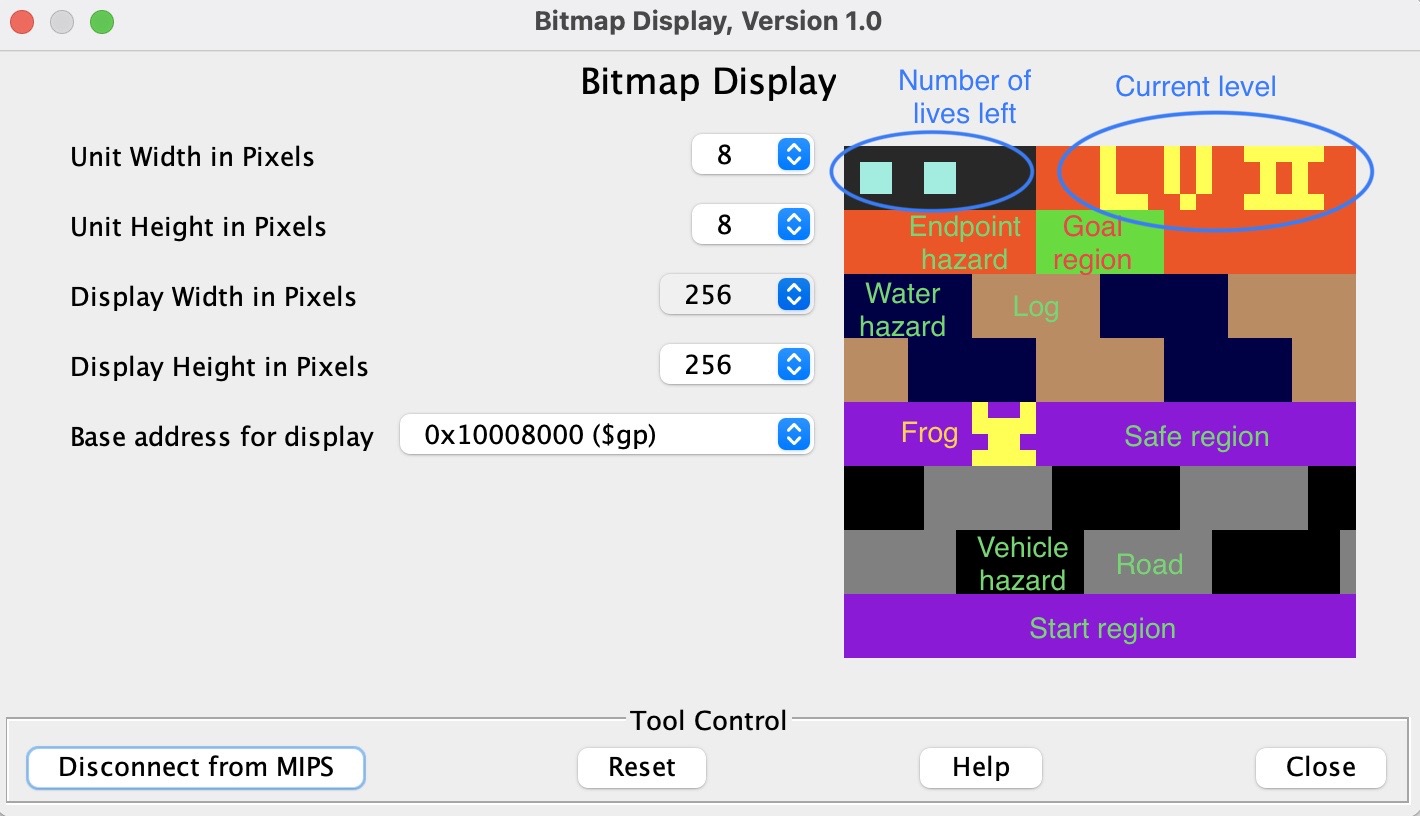 Bitmap Display, Version 1.0
Bitmap Display
Number of
lives left
Current level
Unit Width in Pixels
8
Unit Height in Pixels
8
Display Width in Pixels
256
Display Height in Pixels
256
Base address for display
0x10008000 ($gp)
LV II
Endpoint
hazard
Goal
region
Water
hazard
Log
Frog
Safe region
Vehicle
hazard
Road
Start region
Tool Control
Disconnect from MIPS
Reset
Help
Close